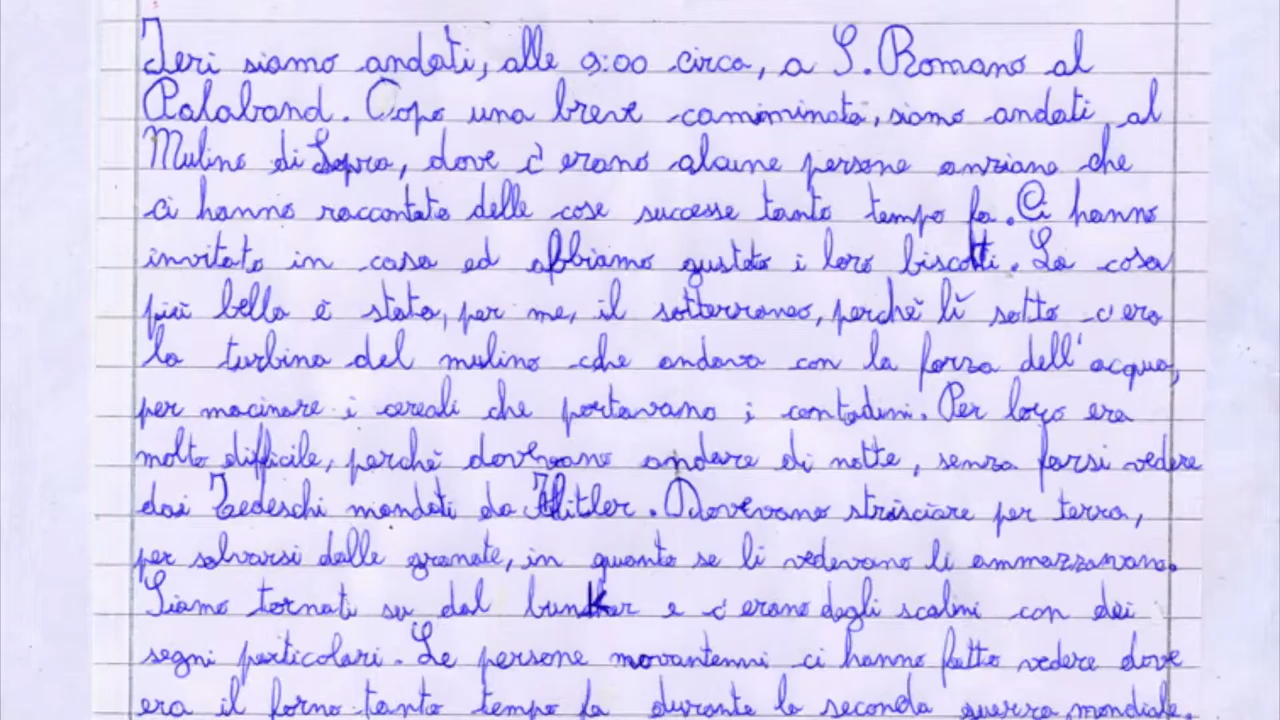 Ieri siamo andati, alle 9:00 circa, a S. Romano al
Palaband. Dopo una breve camminata, siamo andati al
Mulino di Sopra, dove c'erano alcune persone anziane che
ci hanno raccontato delle cose successe tanto tempo fa. Ci hanno
invitato in casa ed abbiamo gustato i loro biscotti. La cosa
più bella è stata, per me, il sotterraneo, perchè lì sotto c'era
la turbina del mulino che andava con la forza dell'acqua,
per macinare i cereali che portavano i contadini. Per loro era
molto difficile, perchè dovevano andare di notte, senza farsi vedere
dai Tedeschi mandati da Hitler. Dovevano strisciare per terra,
per salvarsi dalle granate, in quanto se li vedevano li ammazzavano.
Siamo tornati su dal bunker e c'erano degli scalini con dei
segni particolari. Le persone novantenni ci hanno fatto vedere dove
era il forno tanto tempo fa durante la seconda guerra mondiale.